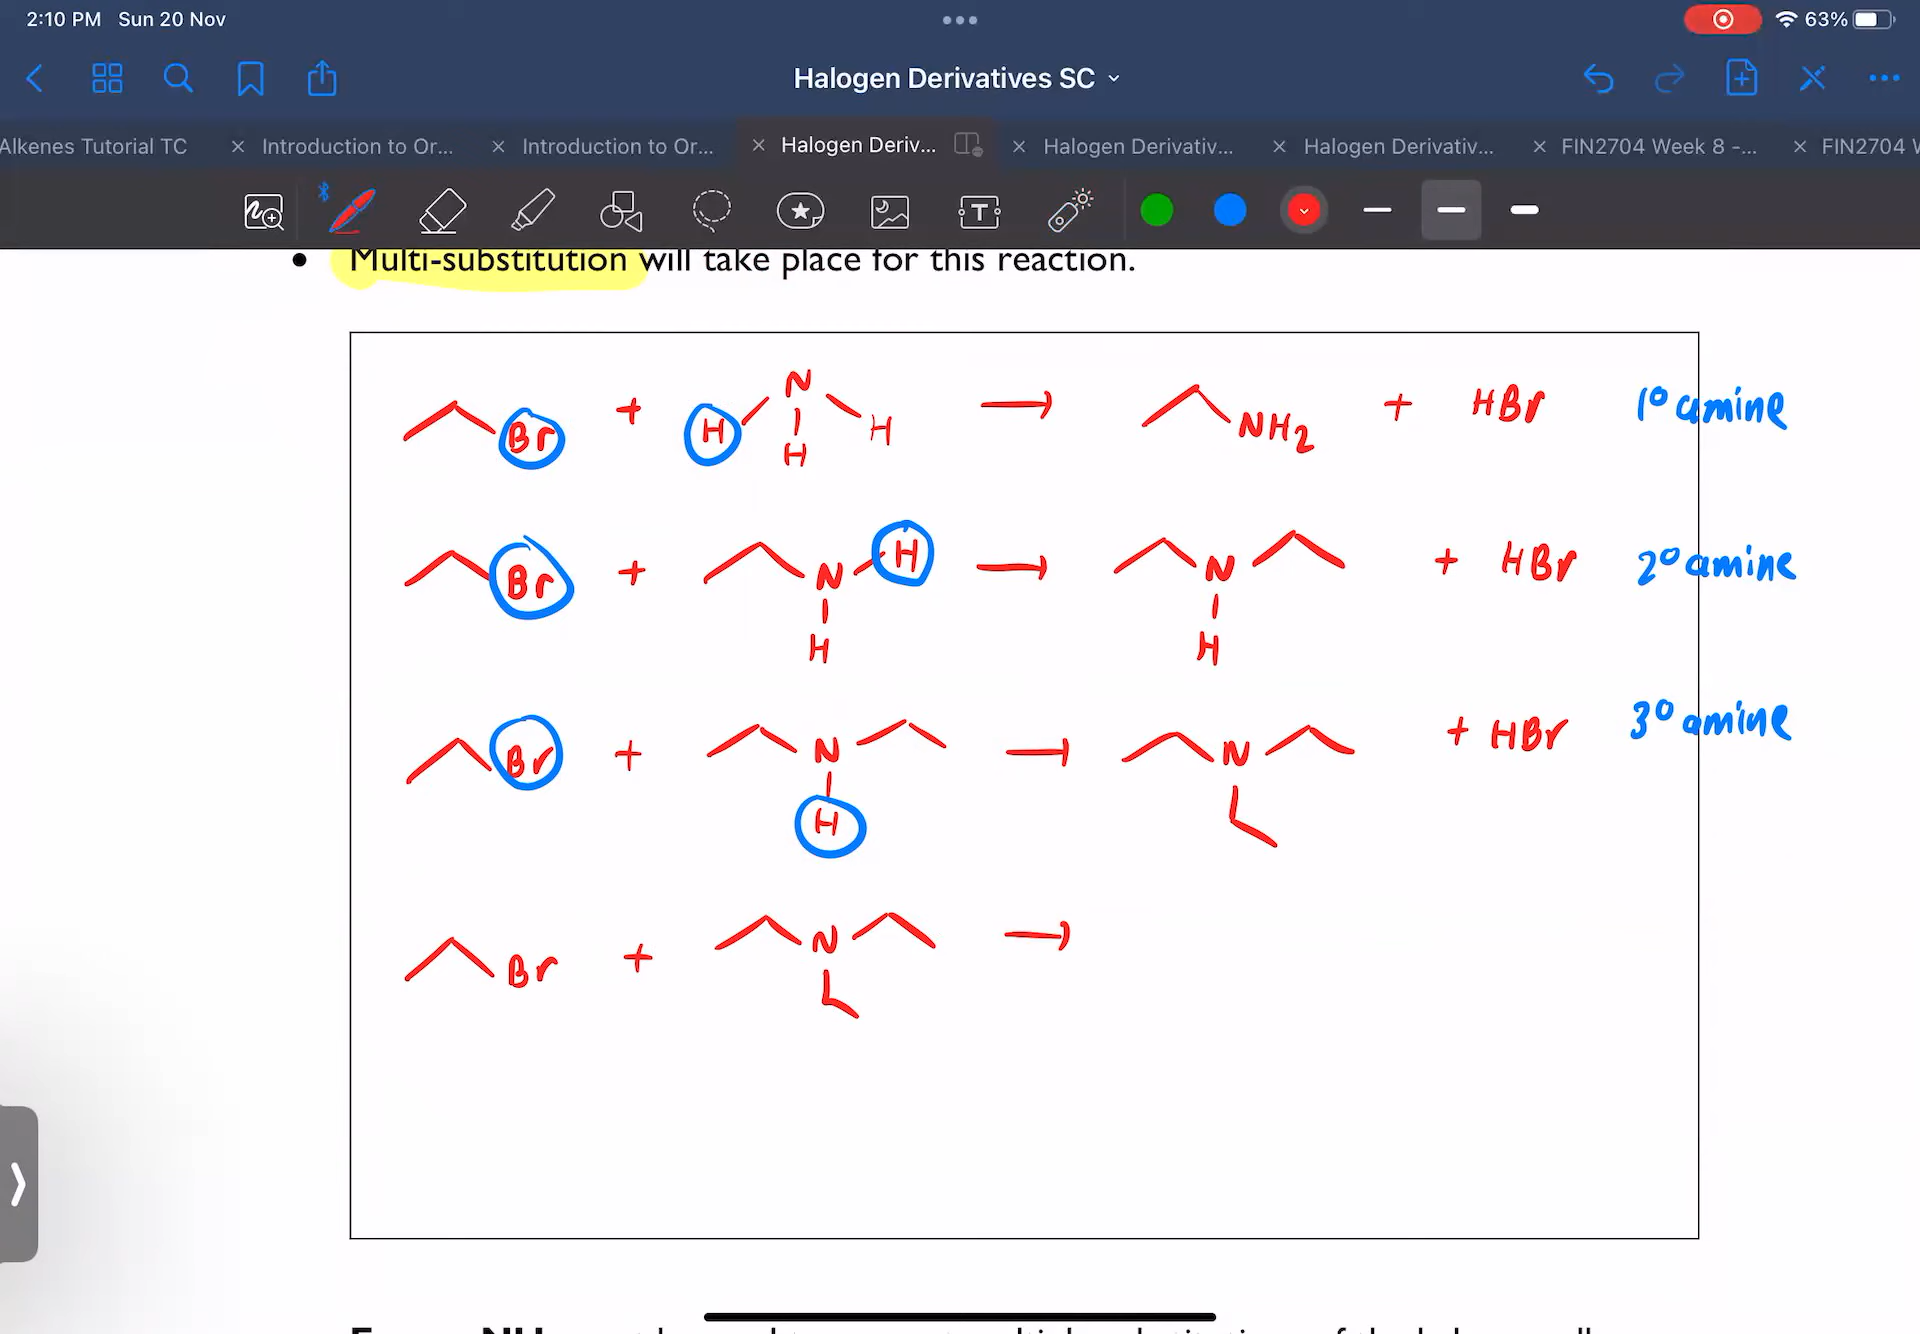 2:10 PM Sun 20 Nov
63%
Halogen Derivatives SC
Alkenes Tutorial TC
Introduction to Or...
Introduction to Or...
Halogen Deriv...
Halogen Derivativ...
Halogen Derivativ...
FIN2704 Week 8 -...
FIN2704 W
T
• Multi-substitution will take place for this reaction.
Br + H N H H → NH2 + HBr 1° amine
Br + N H H → N H + HBr 2° amine
Br + N H → N + HBr 3° amine
Br + N →